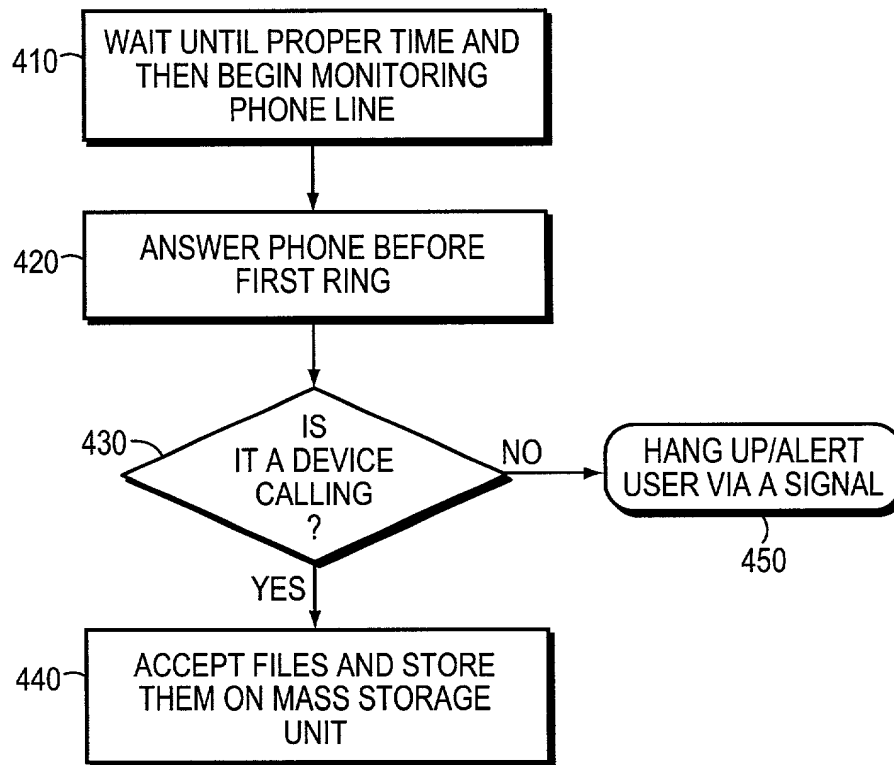 410
WAIT UNTIL PROPER TIME AND
THEN BEGIN MONITORING
PHONE LINE
420
ANSWER PHONE BEFORE
FIRST RING
430
IS
IT A DEVICE
CALLING
?
NO
HANG UP/ALERT
USER VIA A SIGNAL
450
YES
440
ACCEPT FILES AND STORE
THEM ON MASS STORAGE
UNIT